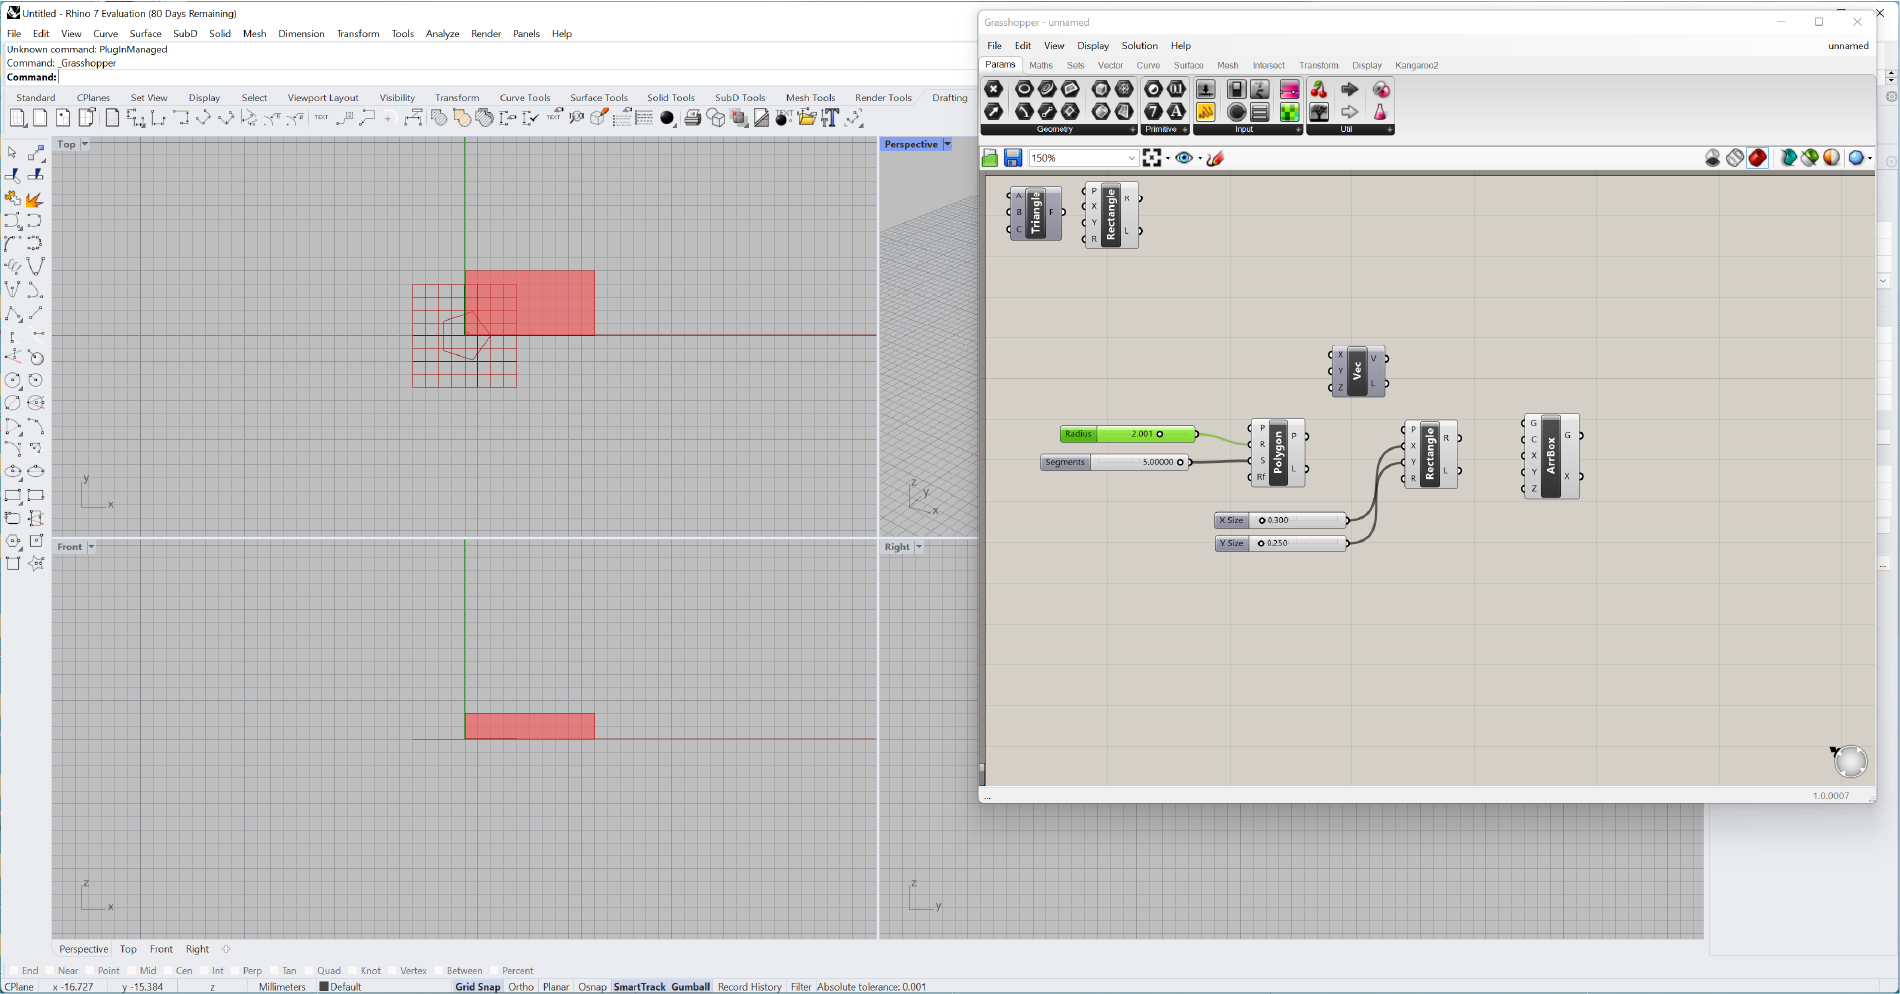 Untitled - Rhino 7 Evaluation (80 Days Remaining)
File Edit View Curve Surface SubD Solid Mesh Dimension Transform Tools Analyze Render Panels Help
Unknown command: PlugInManaged
Command: _Grasshopper
Command:
Standard CPlanes Set View Display Select Viewport Layout Visibility Transform Curve Tools Surface Tools Solid Tools SubD Tools Mesh Tools Render Tools Drafting
TEXT TEXT
Top
Perspective
y
x
z
y
x
Front
Right
z
x
z
y
Grasshopper - unnamed
File Edit View Display Solution Help unnamed
Params Maths Sets Vector Curve Surface Mesh Intersect Transform Display Kangaroo2
Geometry Primitive Input Util
150%
A
B
C
Triangle
F
P
X
Y
R
Rectangle
R
L
X
Y
Z
Vec
V
L
Radius 2.001
Segments 5.00000
P
R
S
Rf
Polygon
P
L
X Size 0.300
Y Size 0.250
P
X
Y
R
Rectangle
R
L
G
C
X
Y
Z
ArrBox
G
X
... 1.0.0007
Perspective Top Front Right
End Near Point Mid Cen Int Perp Tan Quad Knot Vertex Between Percent
CPlane x -16.727 y -15.384 z Millimeters Default Grid Snap Ortho Planar Osnap SmartTrack Gumball Record History Filter Absolute tolerance: 0.001